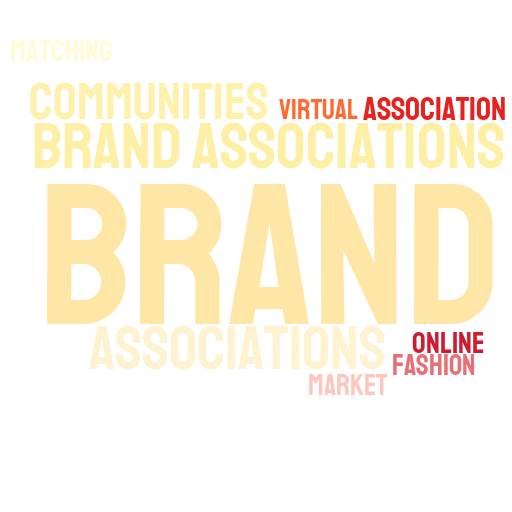 MATCHING
COMMUNITIES
VIRTUAL
ASSOCIATION
BRAND ASSOCIATIONS
BRAND
ASSOCIATIONS
ONLINE
FASHION
MARKET